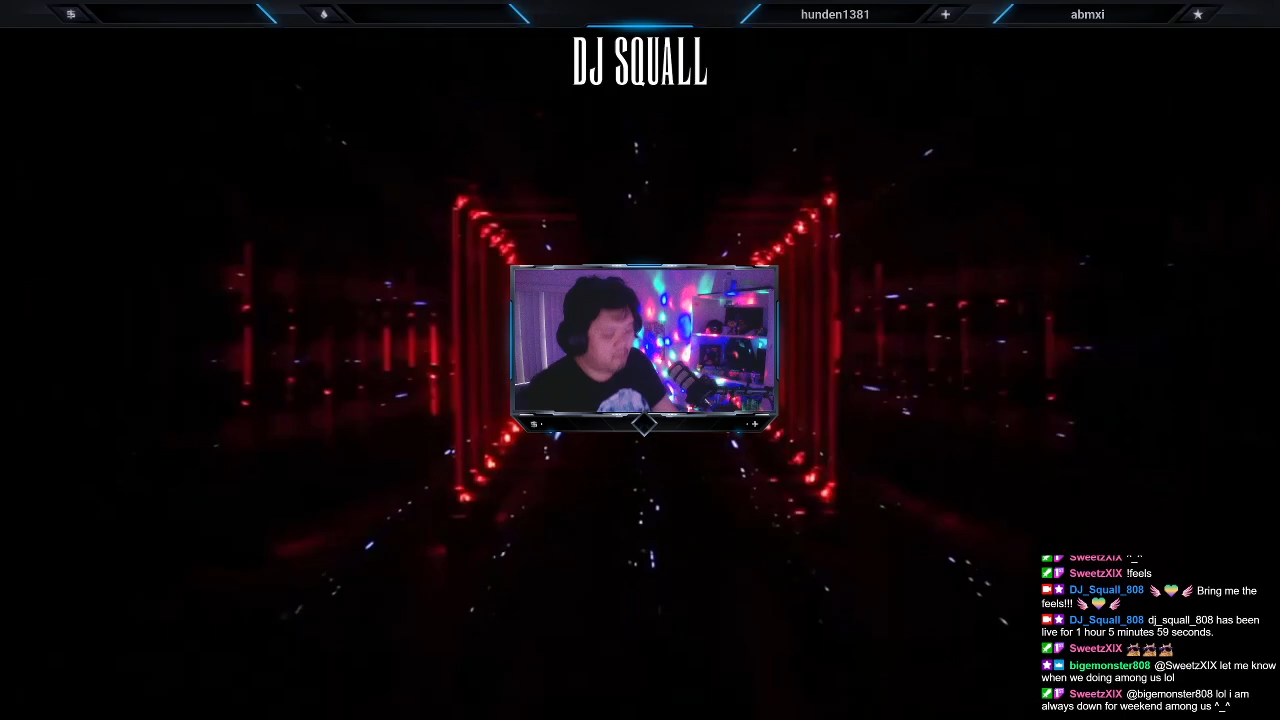 hunden1381
abmxi
DJ SQUALL
SweetzXIX ^_^
SweetzXIX !feels
DJ_Squall_808 Bring me the
feels!!!
DJ_Squall_808 dj_squall_808 has been
live for 1 hour 5 minutes 59 seconds.
SweetzXIX
bigemonster808 @SweetzXIX let me know
when we doing among us lol
SweetzXIX @bigemonster808 lol i am
always down for weekend among us ^_^